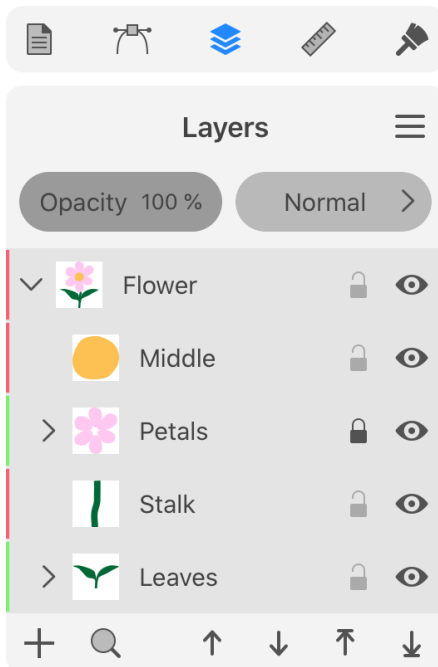 Layers
Opacity 100 %
Normal
Flower
Middle
Petals
Stalk
Leaves